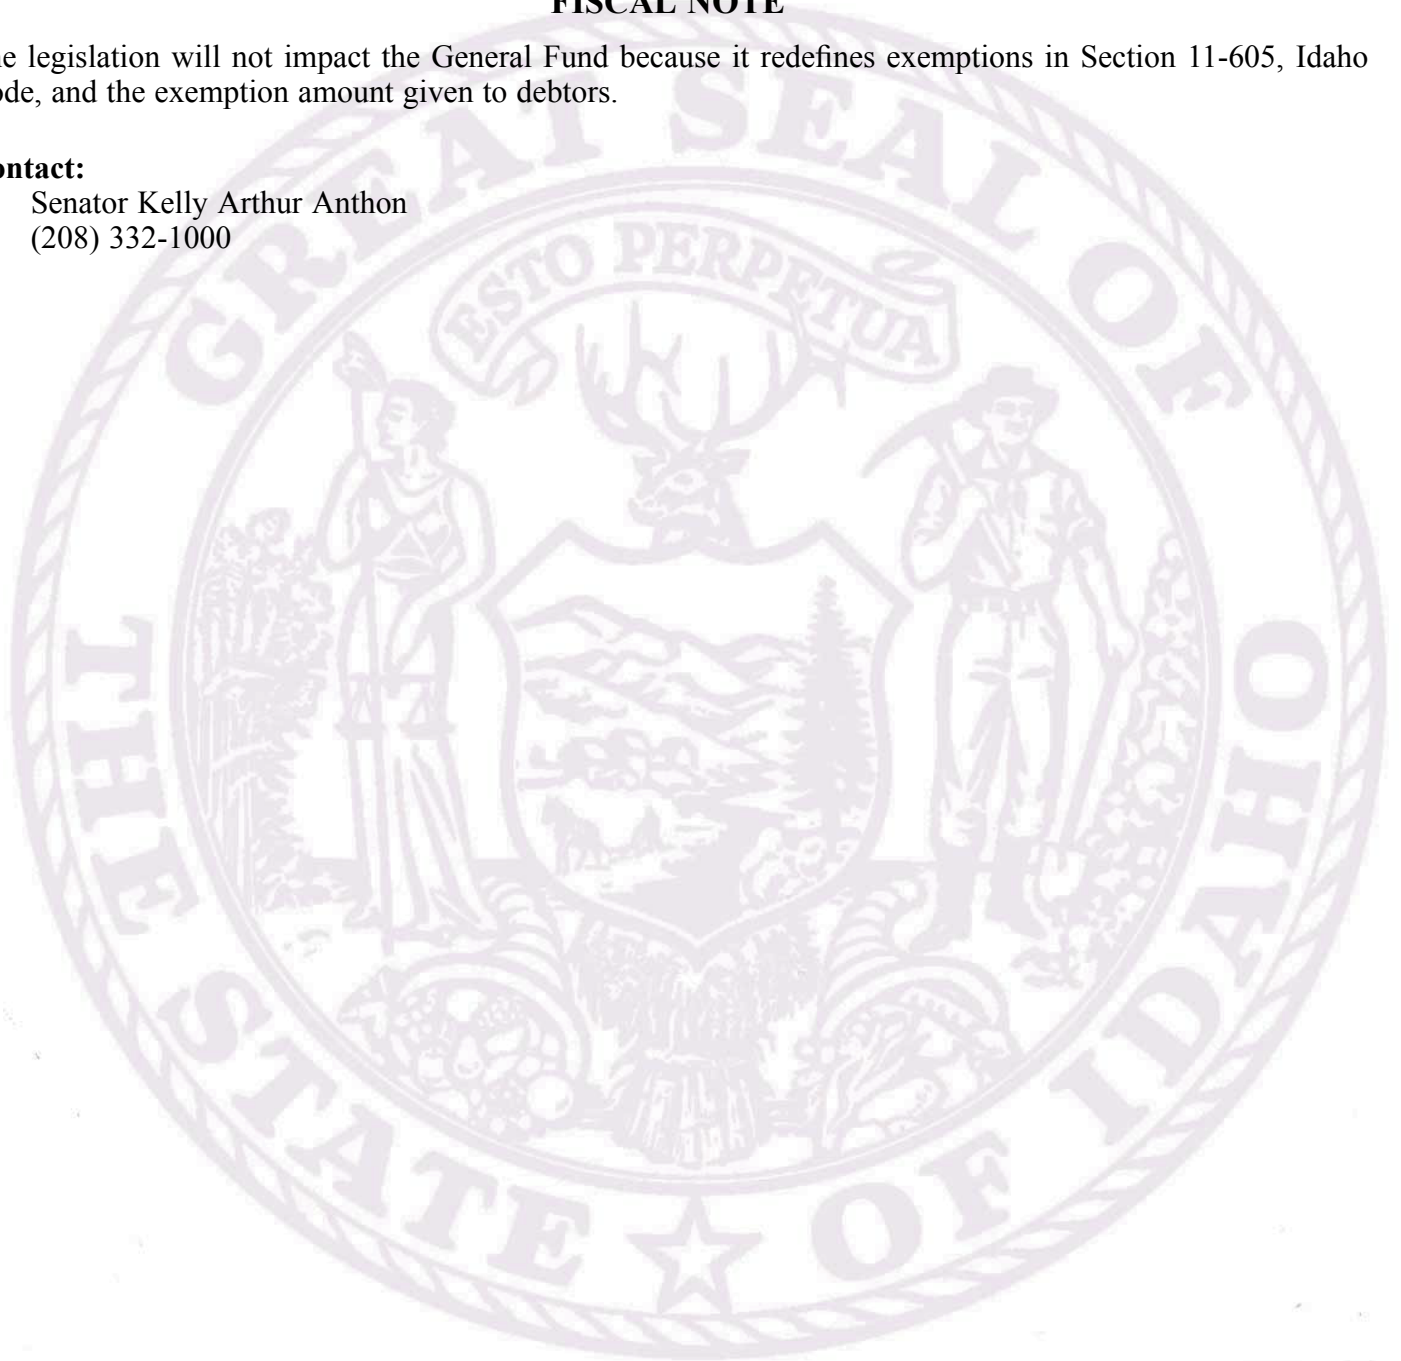 FISCAL NOTE
he legislation will not impact the General Fund because it redefines exemptions in Section 11-605, Idaho
ode, and the exemption amount given to debtors.
ontact:
Senator Kelly Arthur Anthon
(208) 332-1000
GREAT SEAL OF
ESTO PERPETUA
THE STATE ★ OF IDAHO